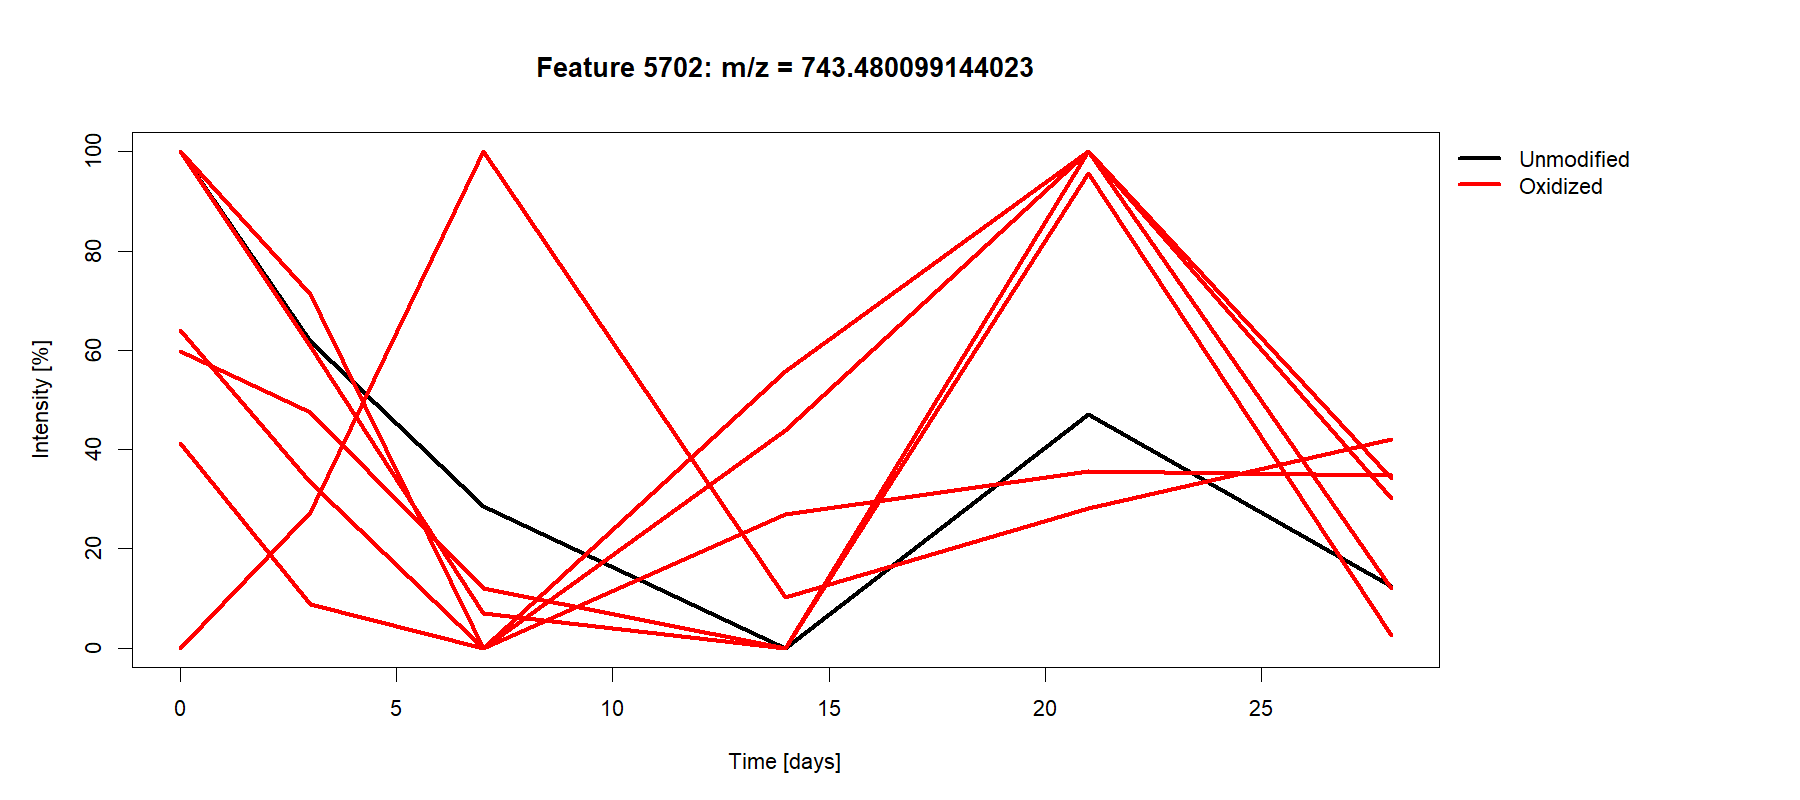 Feature 5702: m/z = 743.480099144023
Unmodified
Oxidized
Intensity [%]
100
80
60
40
20
0
0 5 10 15 20 25
Time [days]